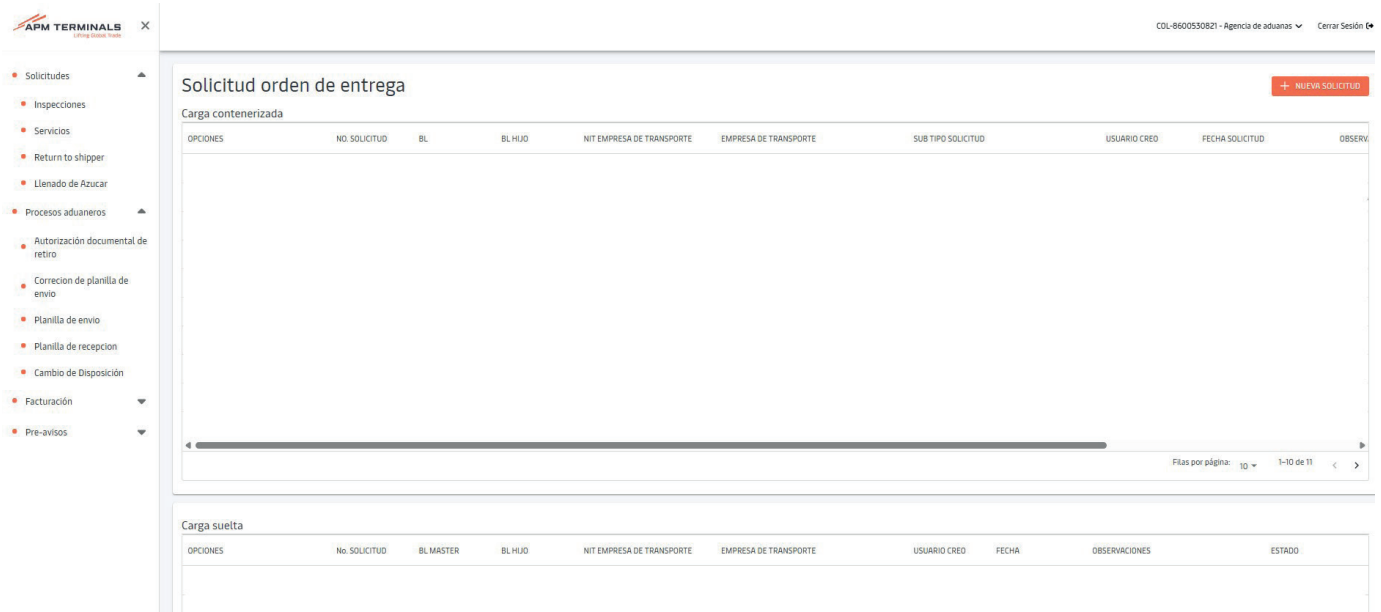 APM TERMINALS
Lifting Global Trade
COL-8600530821 - Agencia de aduanas
Cerrar Sesión
Solicitudes
Inspecciones
Servicios
Return to shipper
Llenado de Azucar
Procesos aduaneros
Autorización documental de
retiro
Correcion de planilla de
envio
Planilla de envio
Planilla de recepcion
Cambio de Disposición
Facturación
Pre-avisos
Solicitud orden de entrega
+ NUEVA SOLICITUD
Carga contenerizada
OPCIONES NO. SOLICITUD BL BL HIJO NIT EMPRESA DE TRANSPORTE EMPRESA DE TRANSPORTE SUB TIPO SOLICITUD USUARIO CREO FECHA SOLICITUD OBSERV
Filas por página: 10 1–10 de 11
Carga suelta
OPCIONES No. SOLICITUD BL MASTER BL HIJO NIT EMPRESA DE TRANSPORTE EMPRESA DE TRANSPORTE USUARIO CREO FECHA OBSERVACIONES ESTADO